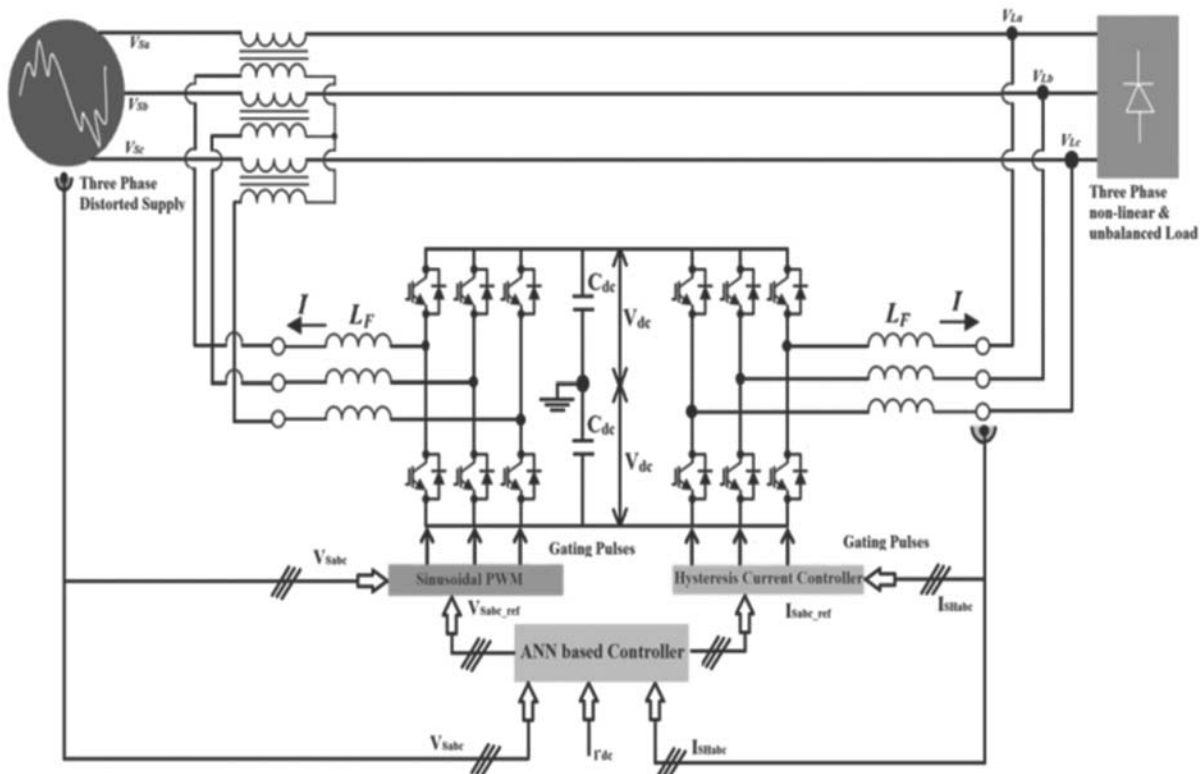 VSa
VSb
VSc
VLa
VLb
VLc
Three Phase
Distorted Supply
Three Phase
non-linear &
unbalanced Load
I
LF
Cdc
Vdc
Cdc
Vdc
LF
I
Gating Pulses
Gating Pulses
VSabc
Sinusoidal PWM
Hysteresis Current Controller
VSabc_ref
ISabc_ref
ISHabc
ANN based Controller
VSabc
rdc
ISHabc